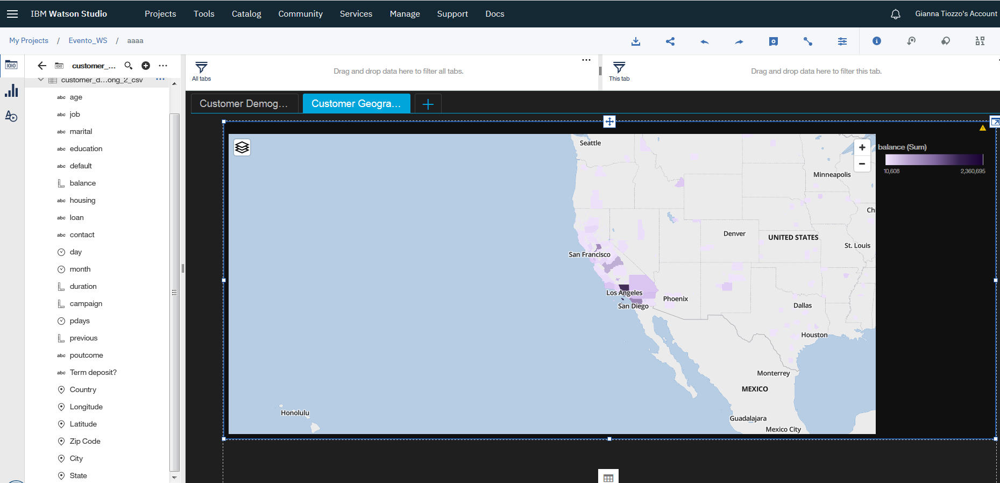 IBM Watson Studio
Projects
Tools
Catalog
Community
Services
Manage
Support
Docs
Gianna Tiozzo's Account
My Projects / Evento_WS / aaaa
customer_...
customer_d...ong_2_csv
abc age
abc job
abc marital
abc education
abc default
balance
abc housing
abc loan
abc contact
day
month
duration
campaign
pdays
previous
abc poutcome
abc Term deposit?
Country
Longitude
Latitude
Zip Code
City
State
All tabs
Drag and drop data here to filter all tabs.
This tab
Drag and drop data here to filter this tab.
Customer Demog...
Customer Geogra...
Seattle
Minneapolis
Chi
Denver
UNITED STATES
St. Louis
San Francisco
Los Angeles
Phoenix
San Diego
Dallas
Houston
Monterrey
MEXICO
Honolulu
Guadalajara
Mexico City
balance (Sum)
10,608
2,360,695